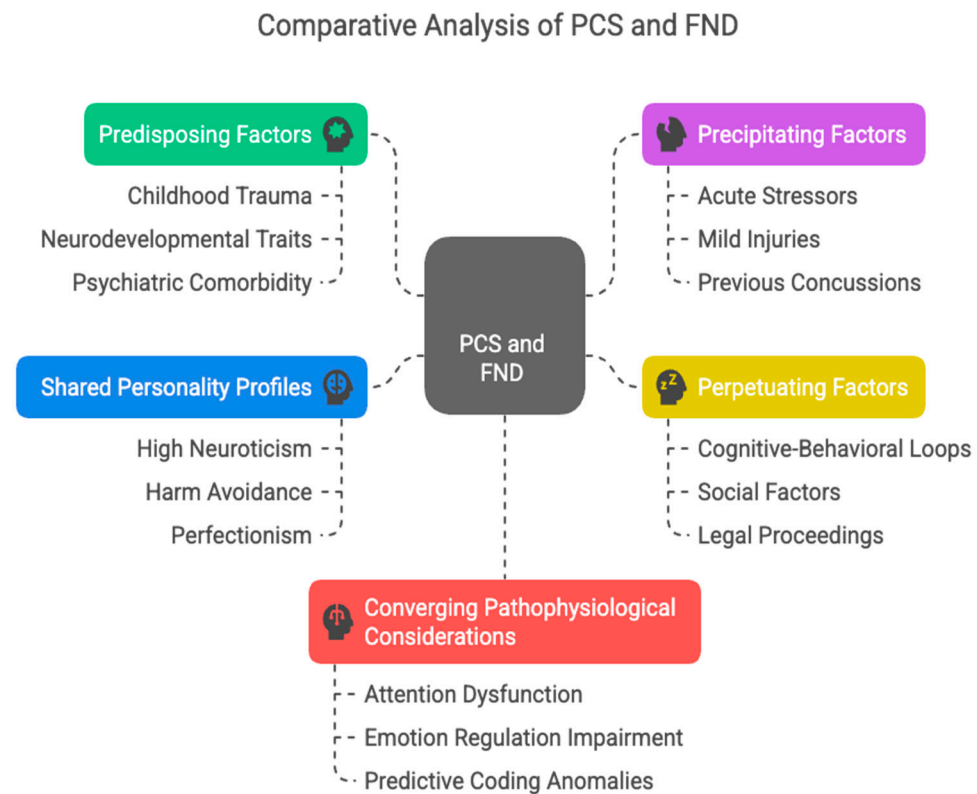 Comparative Analysis of PCS and FND
Predisposing Factors
Childhood Trauma
Neurodevelopmental Traits
Psychiatric Comorbidity
Precipitating Factors
Acute Stressors
Mild Injuries
Previous Concussions
PCS and
FND
Shared Personality Profiles
High Neuroticism
Harm Avoidance
Perfectionism
zZ
Perpetuating Factors
Cognitive-Behavioral Loops
Social Factors
Legal Proceedings
Converging Pathophysiological
Considerations
Attention Dysfunction
Emotion Regulation Impairment
Predictive Coding Anomalies